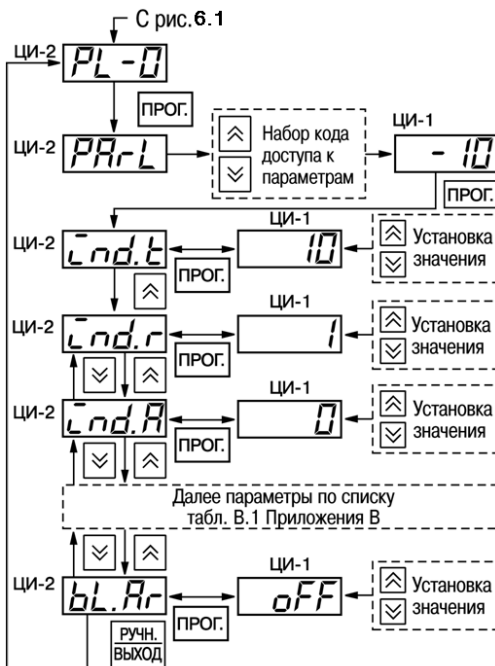 С рис.6.1
ЦИ-2
PL-0
ПРОГ.
ЦИ-2
PArL
Набор кода
доступа к
параметрам
ЦИ-1
- 10
ПРОГ.
ЦИ-2
ind.t
ПРОГ.
ЦИ-1
10
Установка
значения
ЦИ-2
ind.r
ПРОГ.
ЦИ-1
1
Установка
значения
ЦИ-2
ind.A
ПРОГ.
ЦИ-1
0
Установка
значения
Далее параметры по списку
табл. В.1 Приложения В
ЦИ-2
bL.Ar
ПРОГ.
ЦИ-1
oFF
Установка
значения
РУЧН.
ВЫХОД